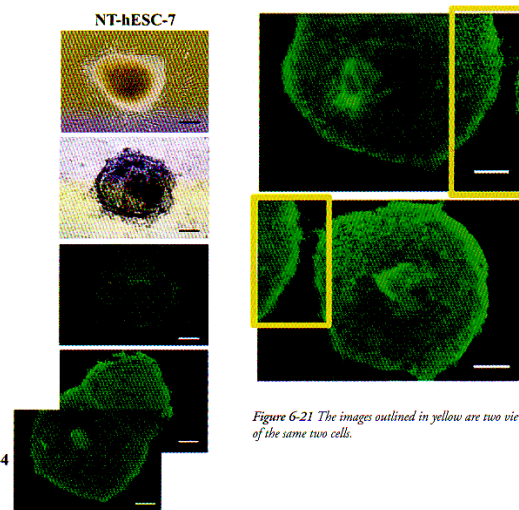 NT-hESC-7
4
Figure 6-21 The images outlined in yellow are two
of the same two cells.